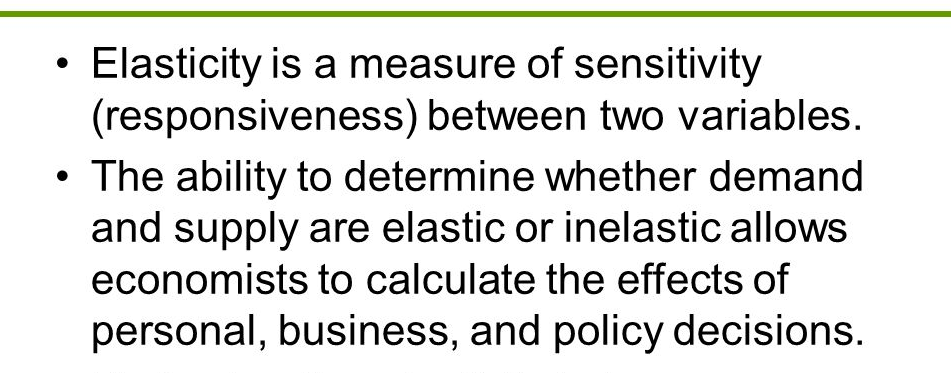 • Elasticity is a measure of sensitivity
(responsiveness) between two variables.
• The ability to determine whether demand
and supply are elastic or inelastic allows
economists to calculate the effects of
personal, business, and policy decisions.